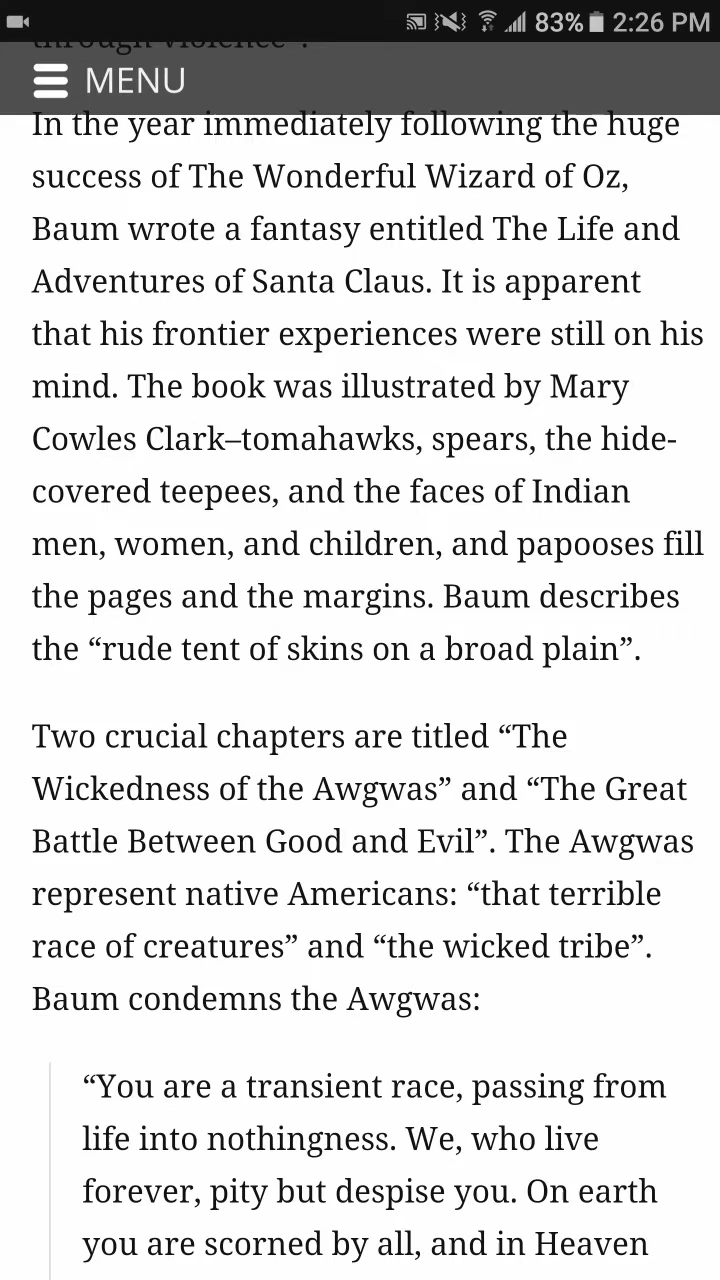 83% 2:26 PM
MENU
In the year immediately following the huge
success of The Wonderful Wizard of Oz,
Baum wrote a fantasy entitled The Life and
Adventures of Santa Claus. It is apparent
that his frontier experiences were still on his
mind. The book was illustrated by Mary
Cowles Clark–tomahawks, spears, the hide-
covered teepees, and the faces of Indian
men, women, and children, and papooses fill
the pages and the margins. Baum describes
the “rude tent of skins on a broad plain”.
Two crucial chapters are titled “The
Wickedness of the Awgwas” and “The Great
Battle Between Good and Evil”. The Awgwas
represent native Americans: “that terrible
race of creatures” and “the wicked tribe”.
Baum condemns the Awgwas:
“You are a transient race, passing from
life into nothingness. We, who live
forever, pity but despise you. On earth
you are scorned by all, and in Heaven